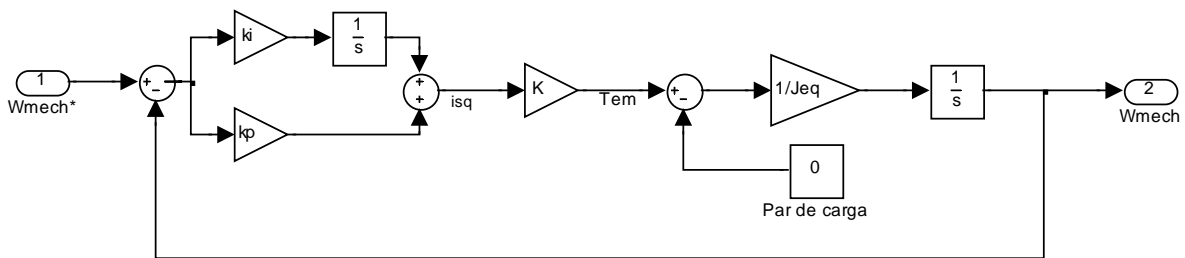 1
Wmech*
+
−
ki
1
s
kp
+
+
isq
K
Tem
+
−
1/Jeq
1
s
2
Wmech
0
Par de carga